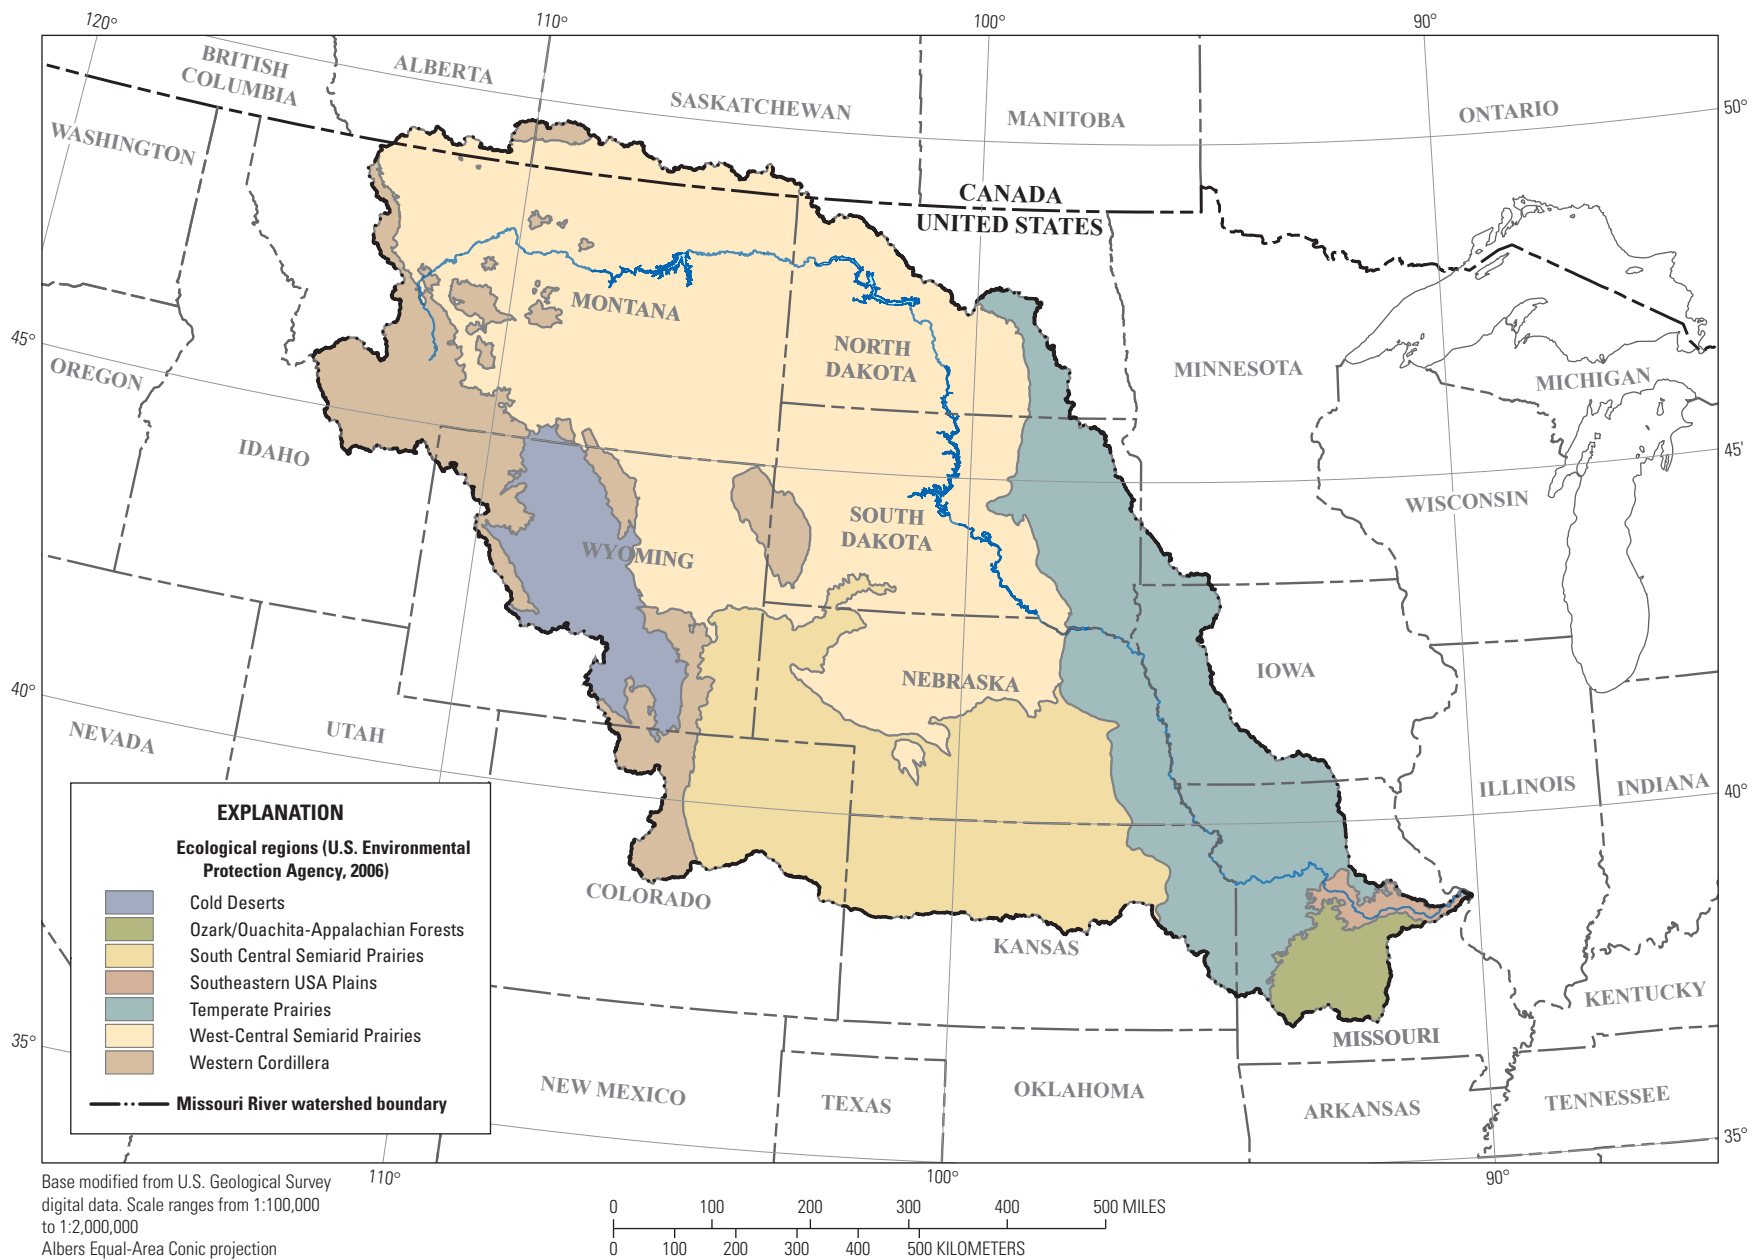 120°
110°
100°
90°
BRITISH
COLUMBIA
ALBERTA
SASKATCHEWAN
MANITOBA
ONTARIO
50°
WASHINGTON
CANADA
UNITED STATES
MONTANA
NORTH
DAKOTA
MINNESOTA
MICHIGAN
45°
OREGON
IDAHO
45'
WISCONSIN
SOUTH
DAKOTA
WYOMING
IOWA
NEBRASKA
40°
NEVADA
UTAH
ILLINOIS
INDIANA
40°
COLORADO
KANSAS
KENTUCKY
MISSOURI
35°
NEW MEXICO
TEXAS
OKLAHOMA
ARKANSAS
TENNESSEE
35°
EXPLANATION
Ecological regions (U.S. Environmental
Protection Agency, 2006)
Cold Deserts
Ozark/Ouachita-Appalachian Forests
South Central Semiarid Prairies
Southeastern USA Plains
Temperate Prairies
West-Central Semiarid Prairies
Western Cordillera
Missouri River watershed boundary
110°
100°
90°
Base modified from U.S. Geological Survey
digital data. Scale ranges from 1:100,000
to 1:2,000,000
Albers Equal-Area Conic projection
0 100 200 300 400 500 MILES
0 100 200 300 400 500 KILOMETERS